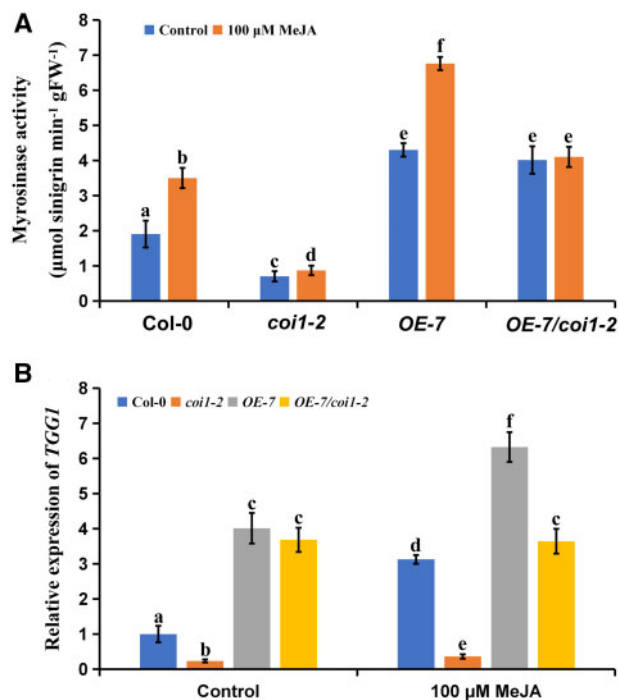 A
Control 100 µM MeJA
Myrosinase activity
(µmol sinigrin min⁻¹ gFW⁻¹)
8
7
6
5
4
3
2
1
0
a
b
c
d
e
f
e
e
Col-0
coi1-2
OE-7
OE-7/coi1-2
B
Col-0 coi1-2 OE-7 OE-7/coi1-2
Relative expression of TGG1
8
7
6
5
4
3
2
1
0
a
b
c
c
d
e
f
c
Control
100 µM MeJA